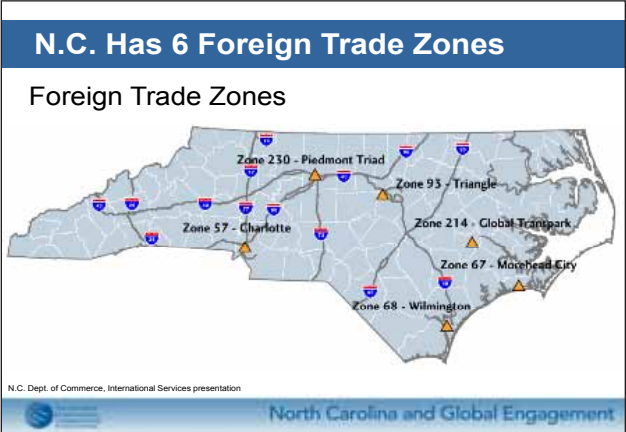 N.C. Has 6 Foreign Trade Zones
Foreign Trade Zones
Zone 230 - Piedmont Triad
Zone 93 - Triangle
Zone 57 - Charlotte
Zone 214 - Global Transpark
Zone 67 - Morehead City
Zone 68 - Wilmington
N.C. Dept. of Commerce, International Services presentation
North Carolina and Global Engagement